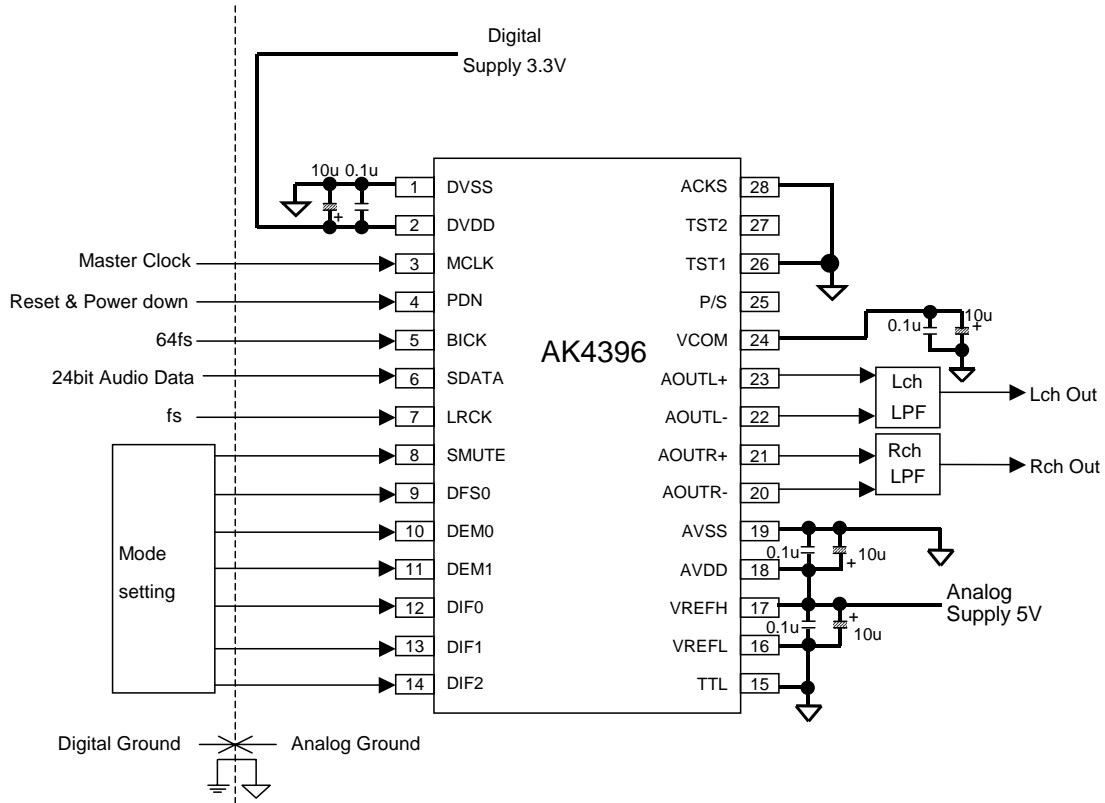 Digital
Supply 3.3V
10u 0.1u
1 DVSS
2 DVDD
+
Master Clock
3 MCLK
Reset & Power down
4 PDN
64fs
5 BICK
24bit Audio Data
6 SDATA
fs
7 LRCK
8 SMUTE
9 DFS0
10 DEM0
11 DEM1
12 DIF0
13 DIF1
14 DIF2
Mode
setting
AK4396
ACKS 28
TST2 27
TST1 26
P/S 25
VCOM 24
0.1u
10u
+
AOUTL+ 23
AOUTL- 22
Lch
LPF
Lch Out
AOUTR+ 21
AOUTR- 20
Rch
LPF
Rch Out
AVSS 19
0.1u
+ 10u
AVDD 18
VREFH 17
Analog
Supply 5V
0.1u
+
10u
VREFL 16
TTL 15
Digital Ground
Analog Ground